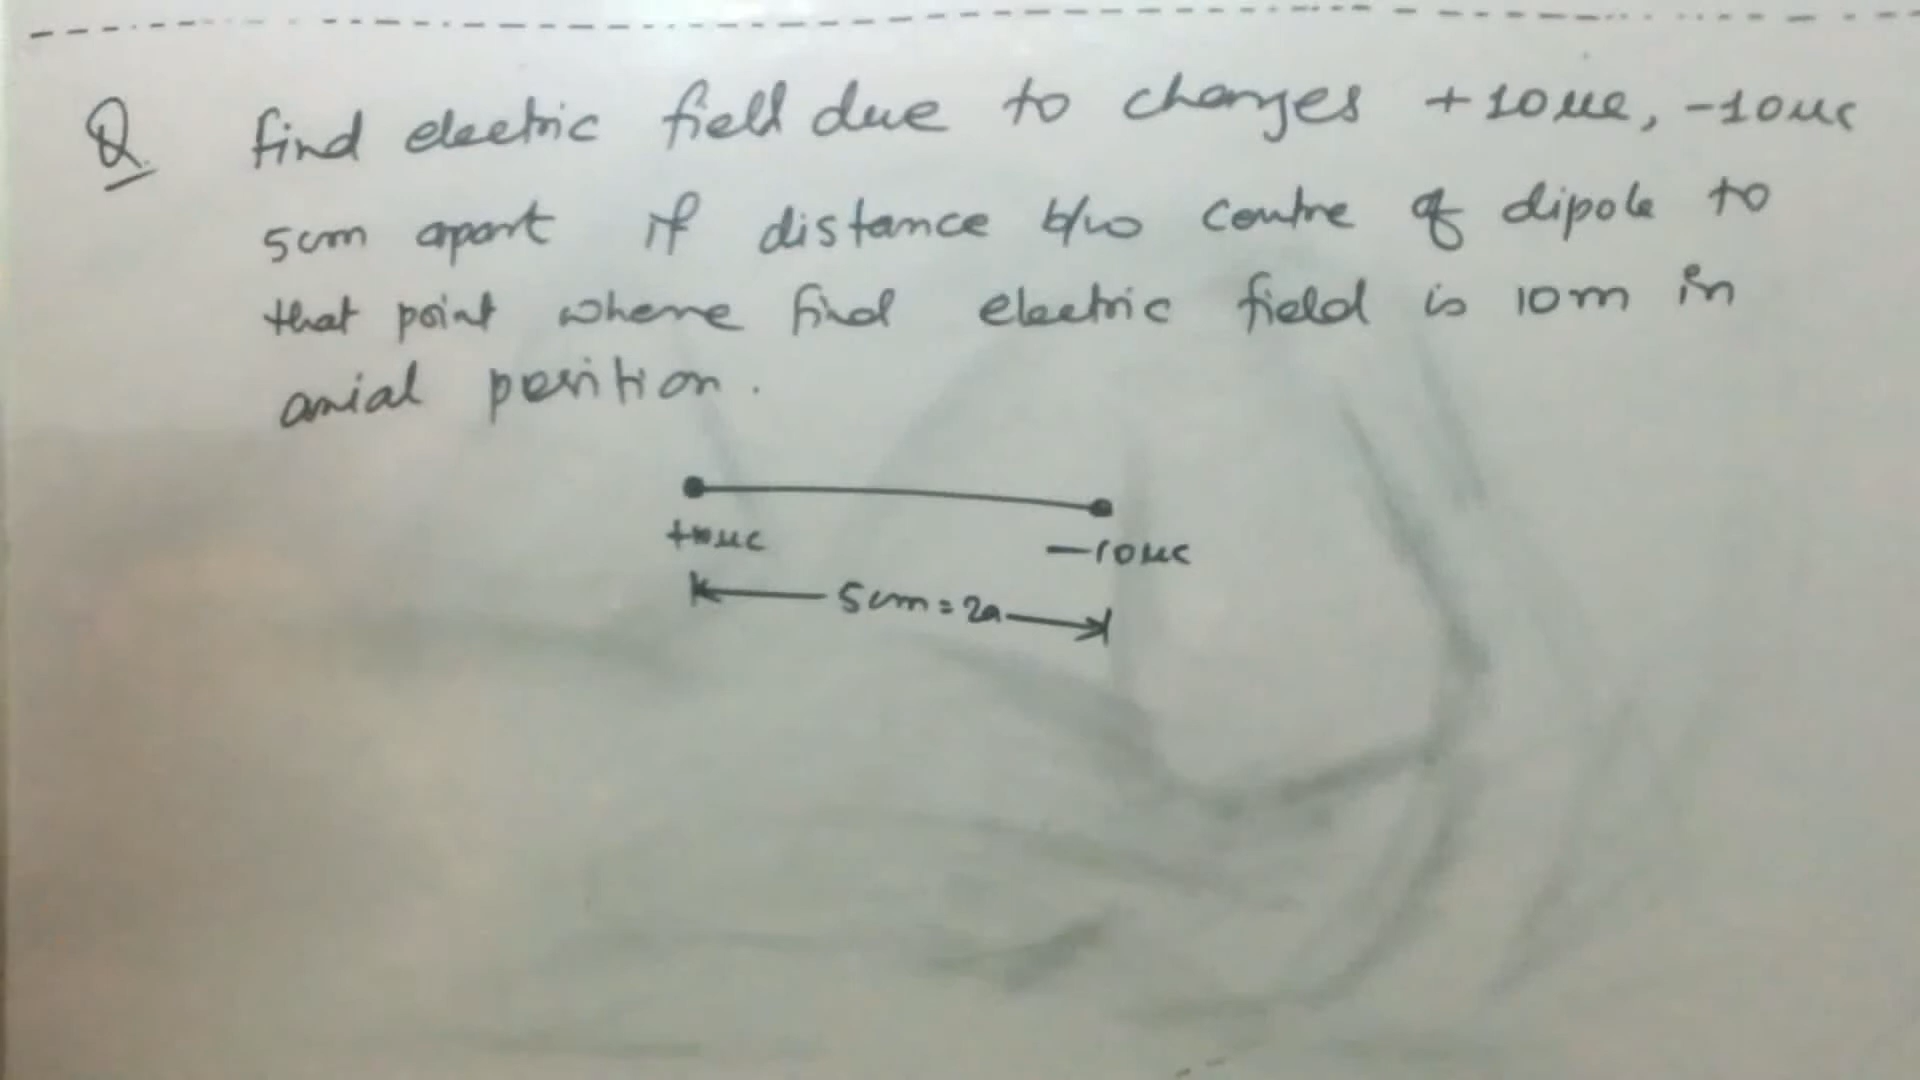 Q find electric field due to charges +10μc, -10μc
5cm apart if distance b/w centre of dipole to
that point where find electric field is 10m in
axial position.
+10μc
-10μc
5cm = 2a